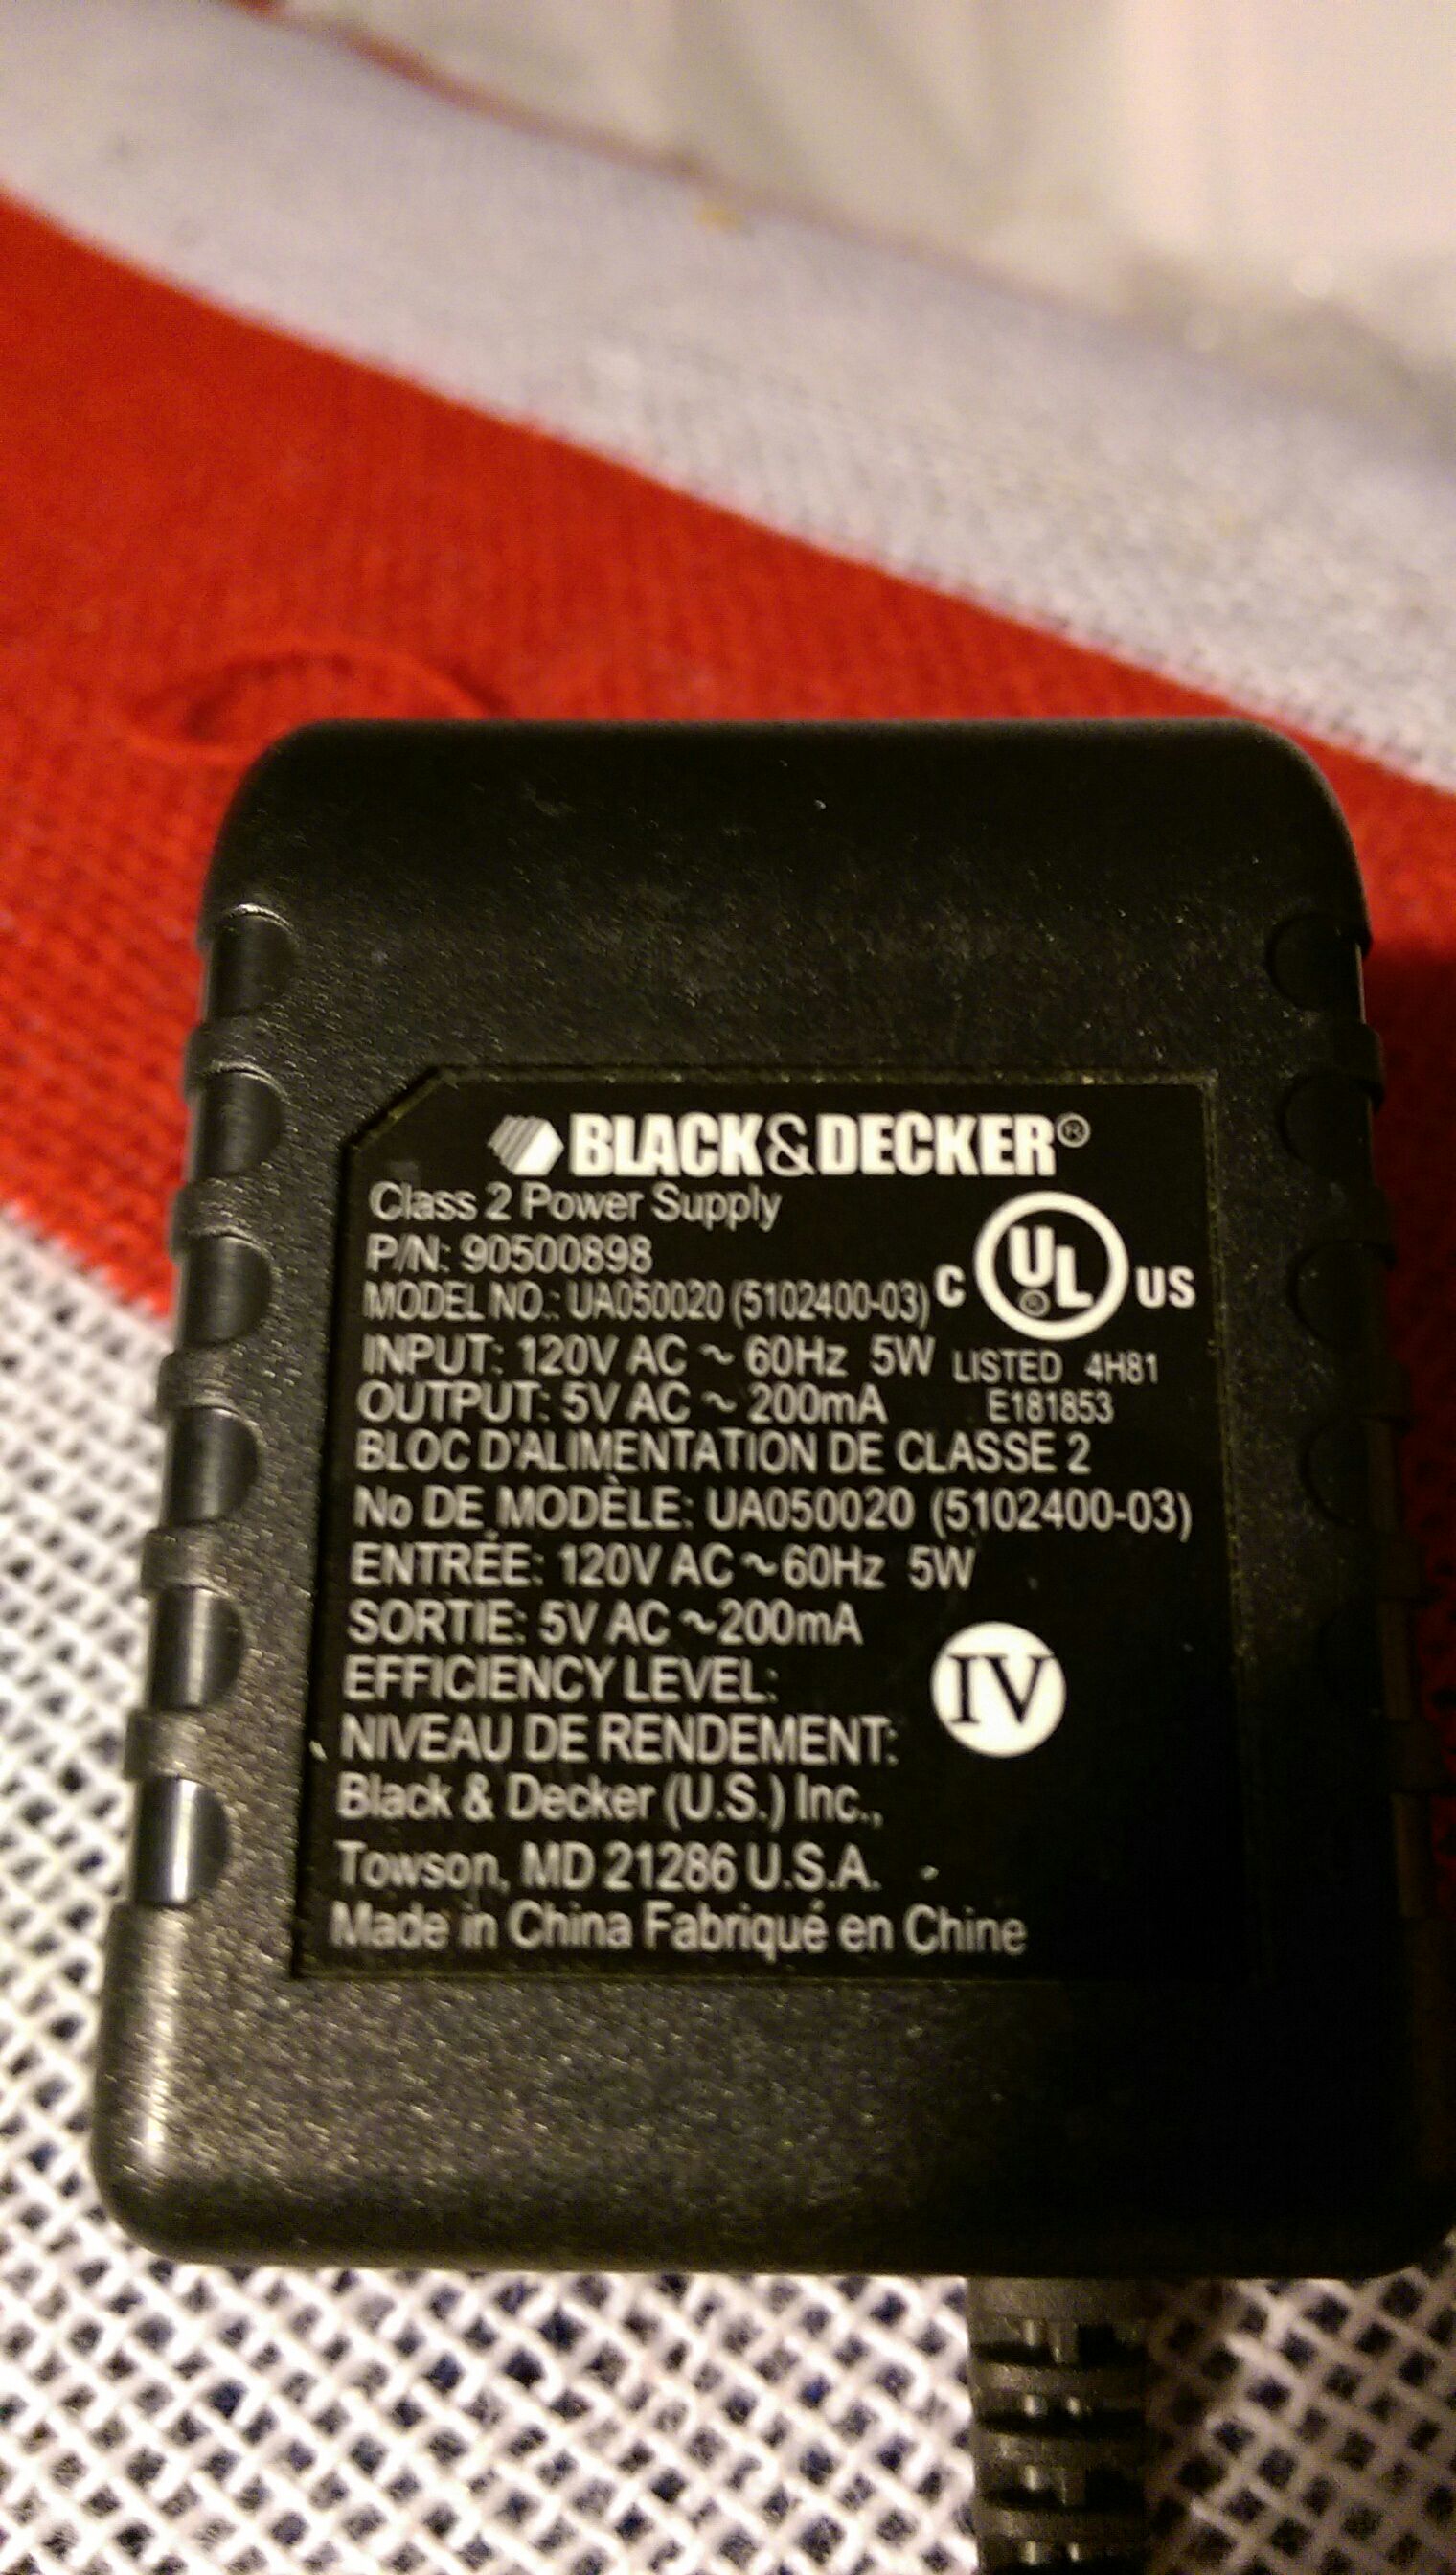 BLACK&DECKER®
Class 2 Power Supply
P/N: 90500898
MODEL NO.: UA050020 (5102400-03)
C UL® US
INPUT: 120V AC ~ 60Hz 5W
LISTED 4H81
OUTPUT: 5V AC ~ 200mA
E181853
BLOC D'ALIMENTATION DE CLASSE 2
No DE MODÈLE: UA050020 (5102400-03)
ENTRÉE: 120V AC ~ 60Hz 5W
SORTIE: 5V AC ~200mA
EFFICIENCY LEVEL:
IV
NIVEAU DE RENDEMENT:
Black & Decker (U.S.) Inc.,
Towson, MD 21286 U.S.A.
Made in China Fabriqué en Chine